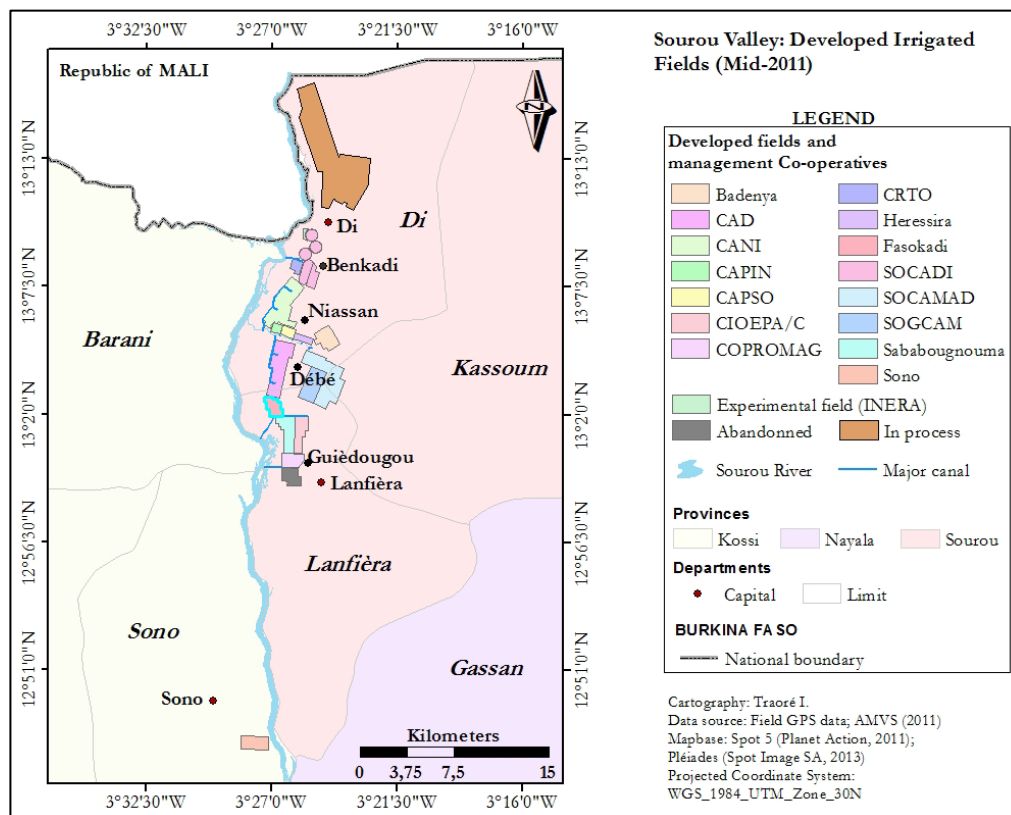 3°32'30"W 3°27'0"W 3°21'30"W 3°16'0"W
Republic of MALI
N
13°13'0"N
13°13'0"N
Di
Di
Benkadi
13°7'30"N
13°7'30"N
Niassan
Barani
Kassoum
Débé
13°2'0"N
13°2'0"N
Guièdougou
Lanfièra
12°56'30"N
12°56'30"N
Lanfièra
Sono
Gassan
12°51'0"N
12°51'0"N
Sono
Kilometers
0 3,75 7,5 15
3°32'30"W 3°27'0"W 3°21'30"W 3°16'0"W
Sourou Valley: Developed Irrigated
Fields (Mid-2011)
LEGEND
Developed fields and
management Co-operatives
Badenya CRTO
CAD Heressira
CANI Fasokadi
CAPIN SOCADI
CAPSO SOCAMAD
CIOEPA/C SOGCAM
COPROMAG Sababougnouma
Sono
Experimental field (INERA)
Abandonned In process
Sourou River Major canal
Provinces
Kossi Nayala Sourou
Departments
Capital Limit
BURKINA FASO
National boundary
Cartography: Traoré I.
Data source: Field GPS data; AMVS (2011)
Mapbase: Spot 5 (Planet Action, 2011);
Pléiades (Spot Image SA, 2013)
Projected Coordinate System:
WGS_1984_UTM_Zone_30N